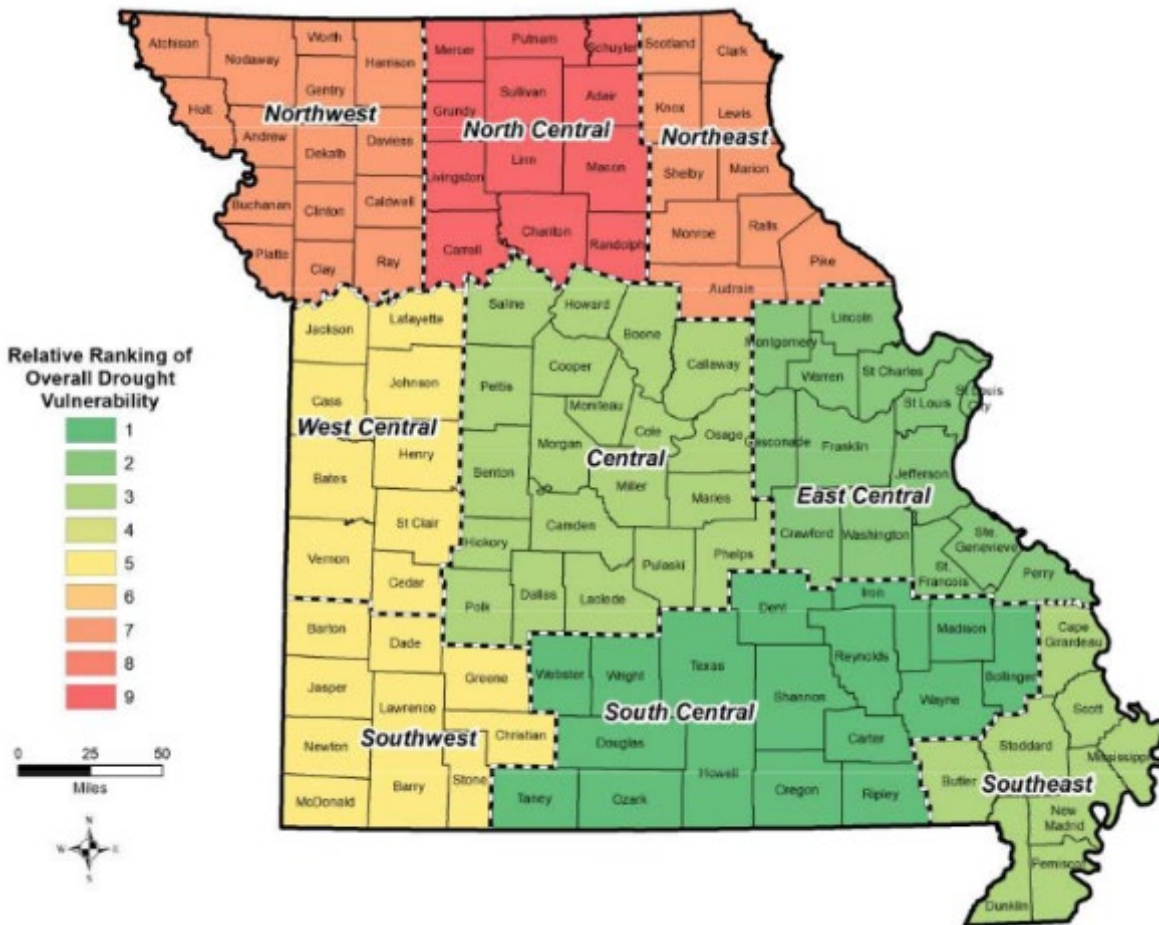 Atchison
Nodaway
Worth
Harrison
Gentry
Holt
Northwest
Andrew
Dekalb
Daviess
Buchanan
Clinton
Caldwell
Platte
Clay
Ray
Mercer
Putnam
Schuyler
Sullivan
Adair
Grundy
North Central
Linn
Macon
Livingston
Carroll
Chariton
Randolph
Scotland
Clark
Knox
Lewis
Northeast
Shelby
Marion
Monroe
Ralls
Pike
Audrain
Relative Ranking of
Overall Drought
Vulnerability
1
2
3
4
5
6
7
8
9
0 25 50
Miles
N
W E
S
Jackson
Lafayette
Johnson
Cass
West Central
Henry
Bates
St Clair
Vernon
Cedar
Saline
Howard
Boone
Callaway
Cooper
Pettis
Moniteau
Cole
Osage
Morgan
Central
Benton
Miller
Maries
Camden
Hickory
Pulaski
Phelps
Polk
Dallas
Laclede
Montgomery
Lincoln
Warren
St Charles
St Louis
St Louis
City
Gasconade
Franklin
Jefferson
East Central
Crawford
Washington
Ste.
Genevieve
St.
Francois
Perry
Barton
Dade
Jasper
Greene
Lawrence
Newton
Southwest
Christian
McDonald
Barry
Stone
Dent
Iron
Madison
Webster
Wright
Texas
Reynolds
Bollinger
Shannon
Wayne
South Central
Douglas
Carter
Howell
Taney
Ozark
Oregon
Ripley
Cape
Girardeau
Scott
Stoddard
Mississippi
Butler
Southeast
New
Madrid
Pemiscot
Dunklin